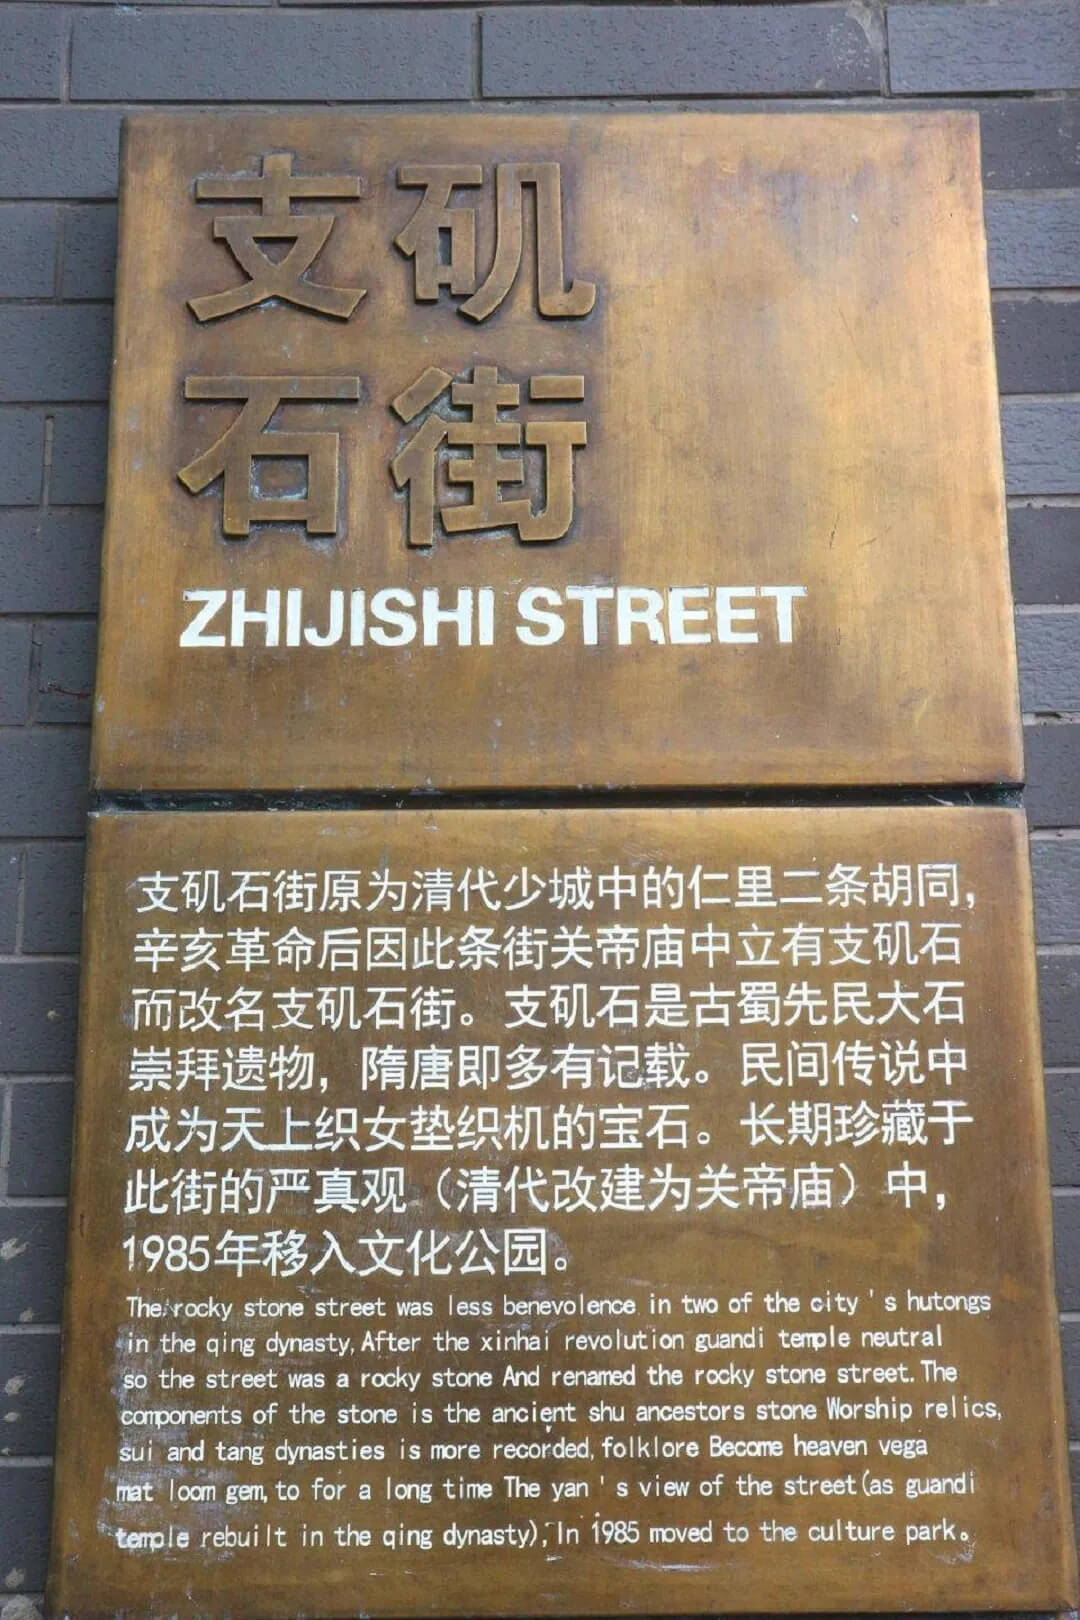 支矶
石街
ZHIJISHI STREET
支矶石街原为清代少城中的仁里二条胡同，
辛亥革命后因此条街关帝庙中立有支矶石
而改名支矶石街。支矶石是古蜀先民大石
崇拜遗物，隋唐即多有记载。民间传说中
成为天上织女垫织机的宝石。长期珍藏于
此街的严真观（清代改建为关帝庙）中，
1985年移入文化公园。
The rocky stone street was less benevolence in two of the city's hutongs
in the qing dynasty, After the xinhai revolution guandi temple neutral
so the street was a rocky stone And renamed the rocky stone street. The
components of the stone is the ancient shu ancestors stone Worship relics,
sui and tang dynasties is more recorded, folklore Become heaven vega
mat loom gem, to for a long time The yan's view of the street(as guandi
temple rebuilt in the qing dynasty), In 1985 moved to the culture park。